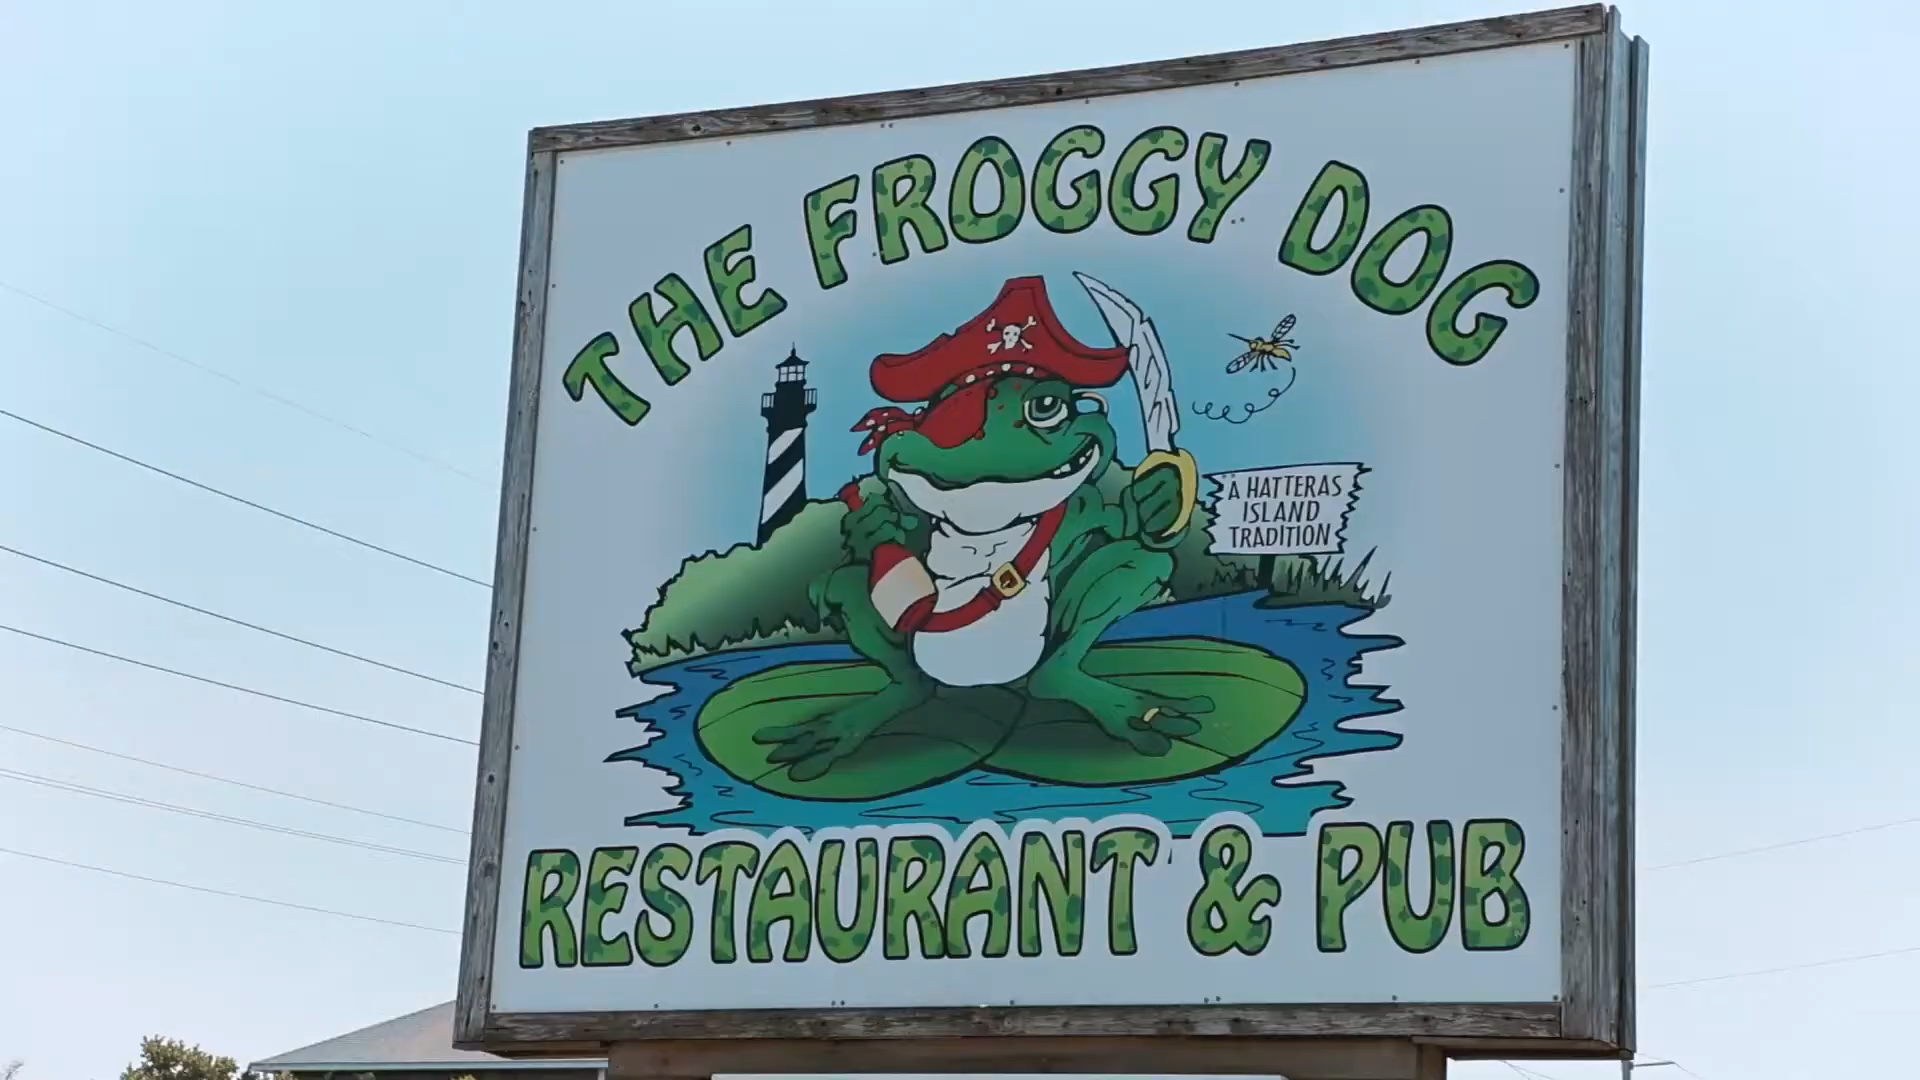 THE FROGGY DOG
A HATTERAS
ISLAND
TRADITION
RESTAURANT & PUB